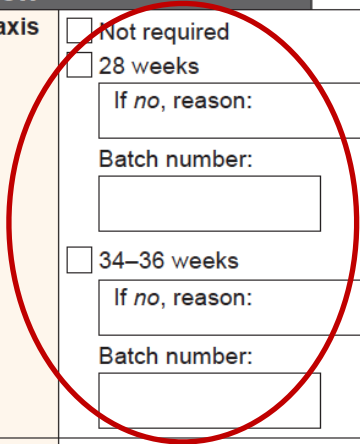 axis
Not required
28 weeks
If no, reason:
Batch number:
34–36 weeks
If no, reason:
Batch number: